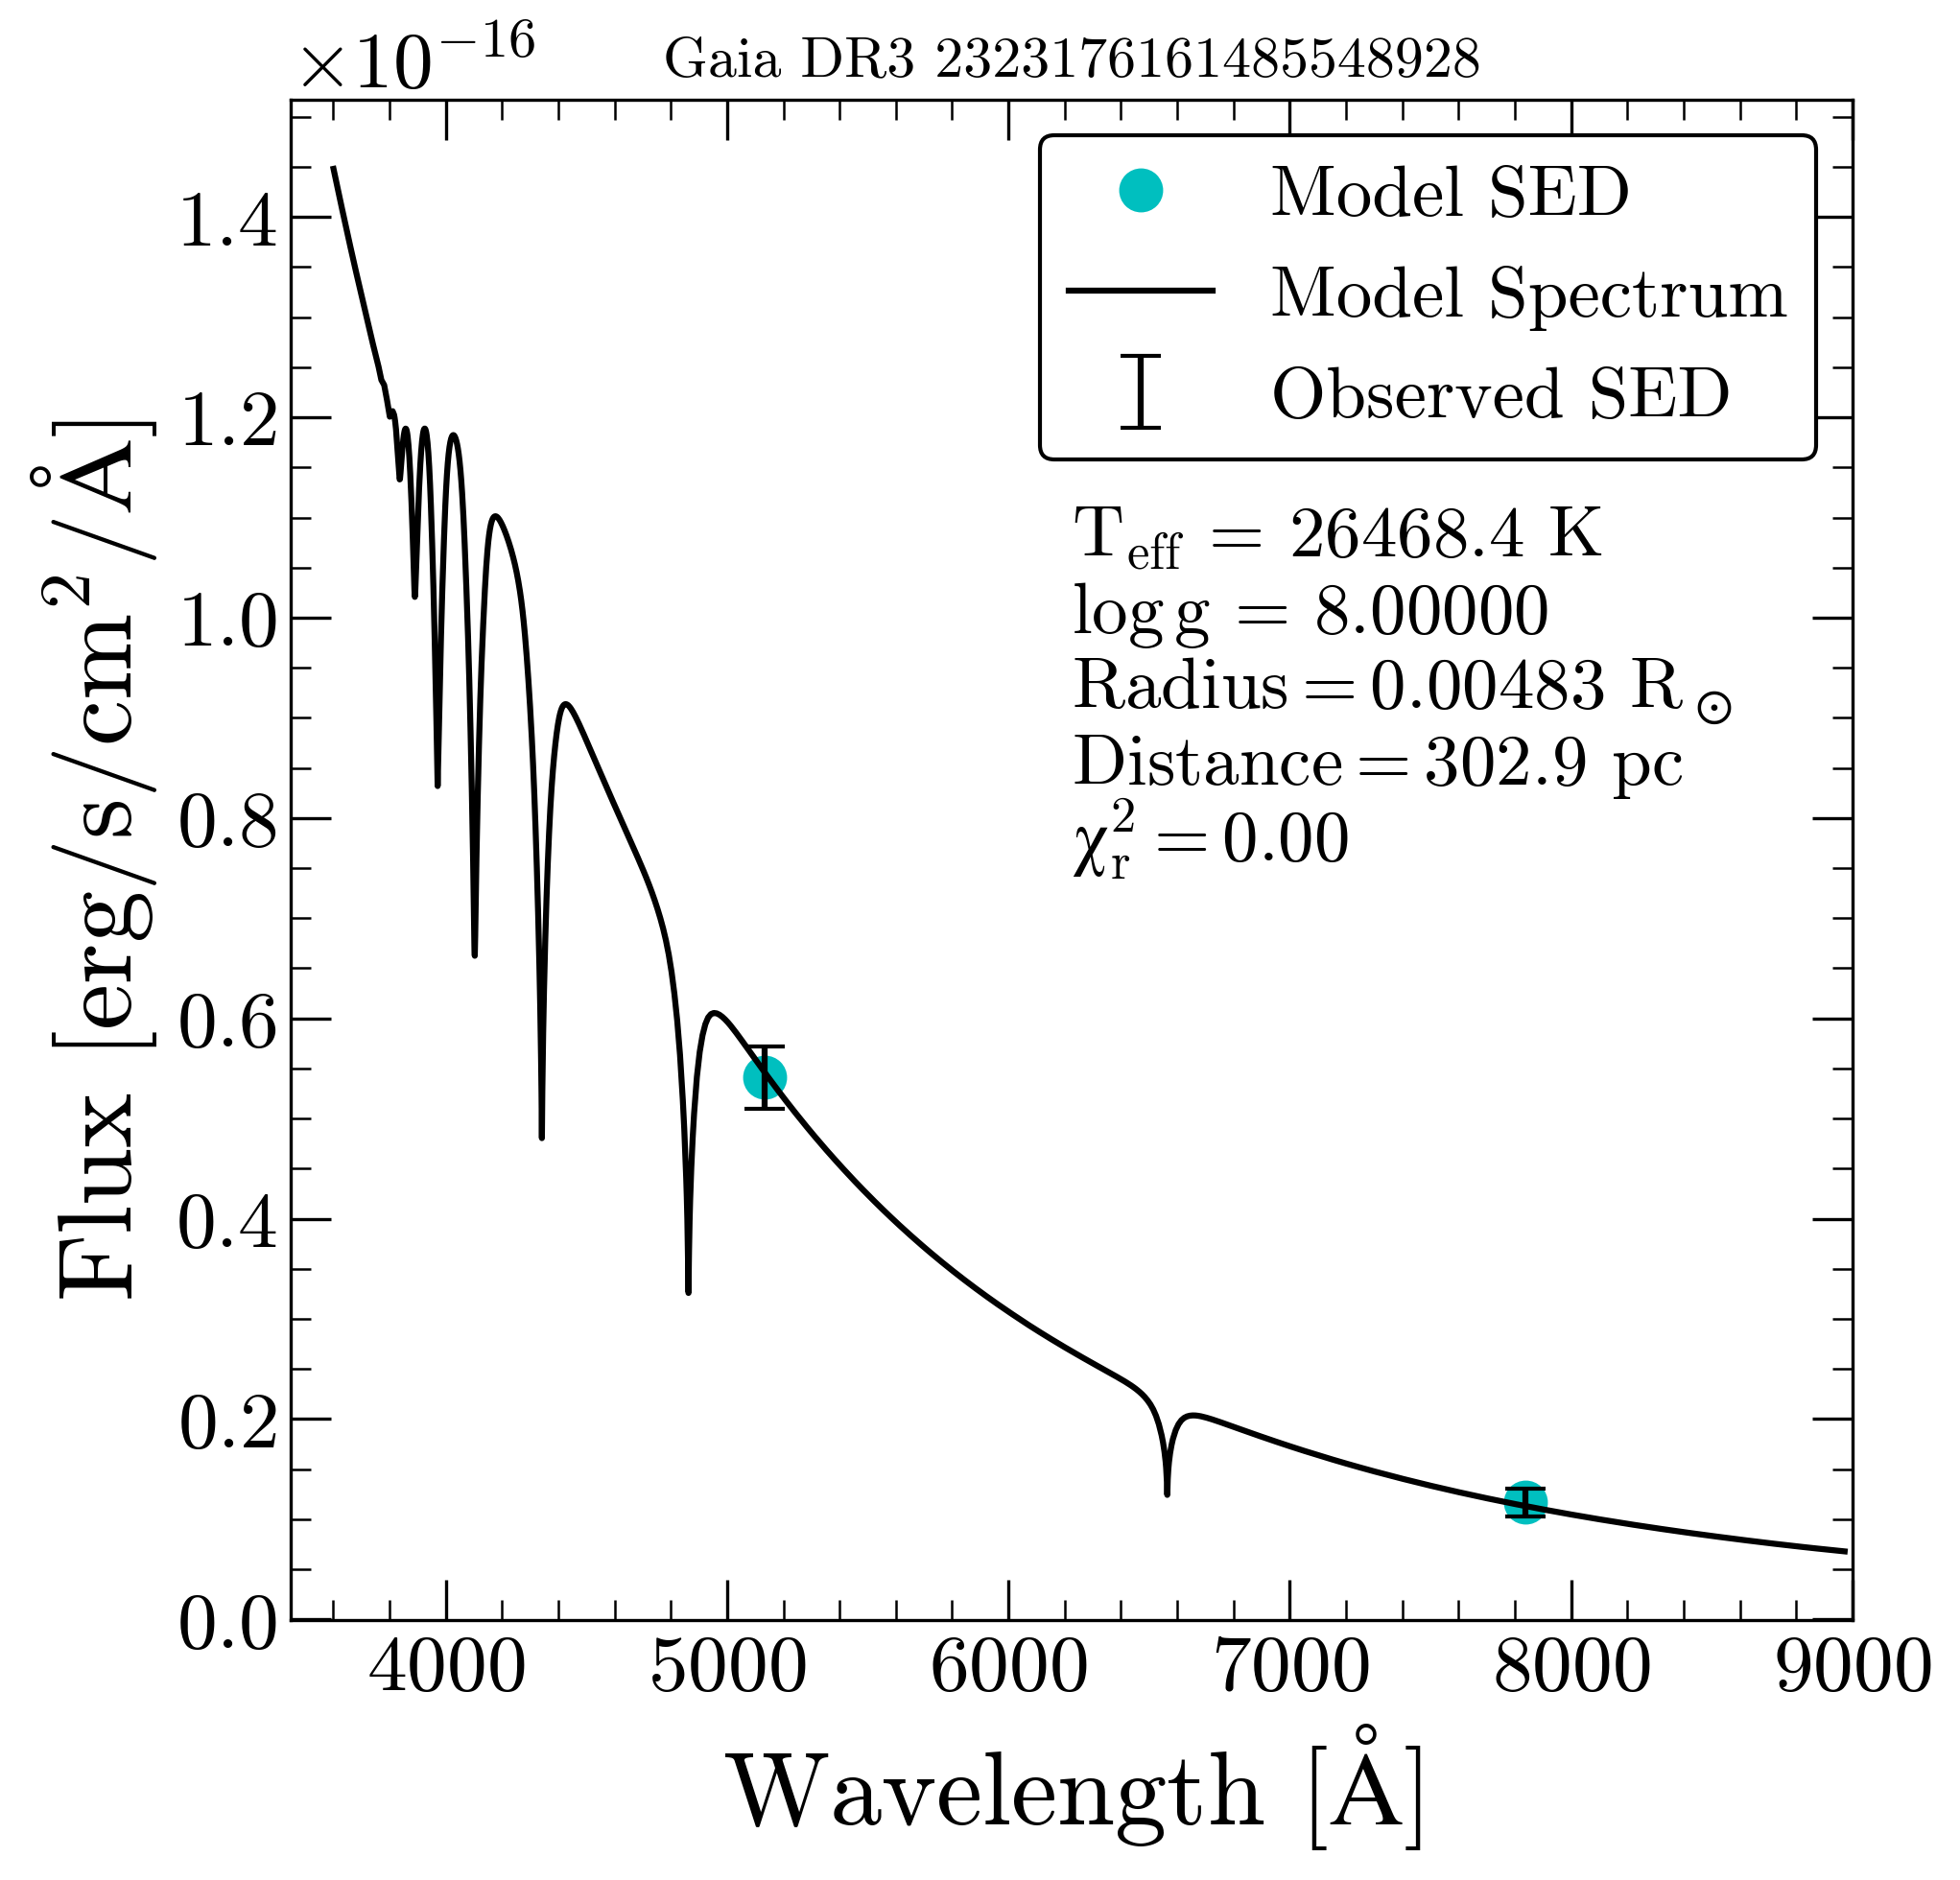 ×10⁻¹⁶
Gaia DR3 2323176161485548928
Model SED
Model Spectrum
Observed SED
T_eff = 26468.4 K
log g = 8.00000
Radius = 0.00483 R_⊙
Distance = 302.9 pc
χ²_r = 0.00
1.4
1.2
1.0
0.8
0.6
0.4
0.2
0.0
Flux [erg/s/cm²/Å]
4000 5000 6000 7000 8000 9000
Wavelength [Å]